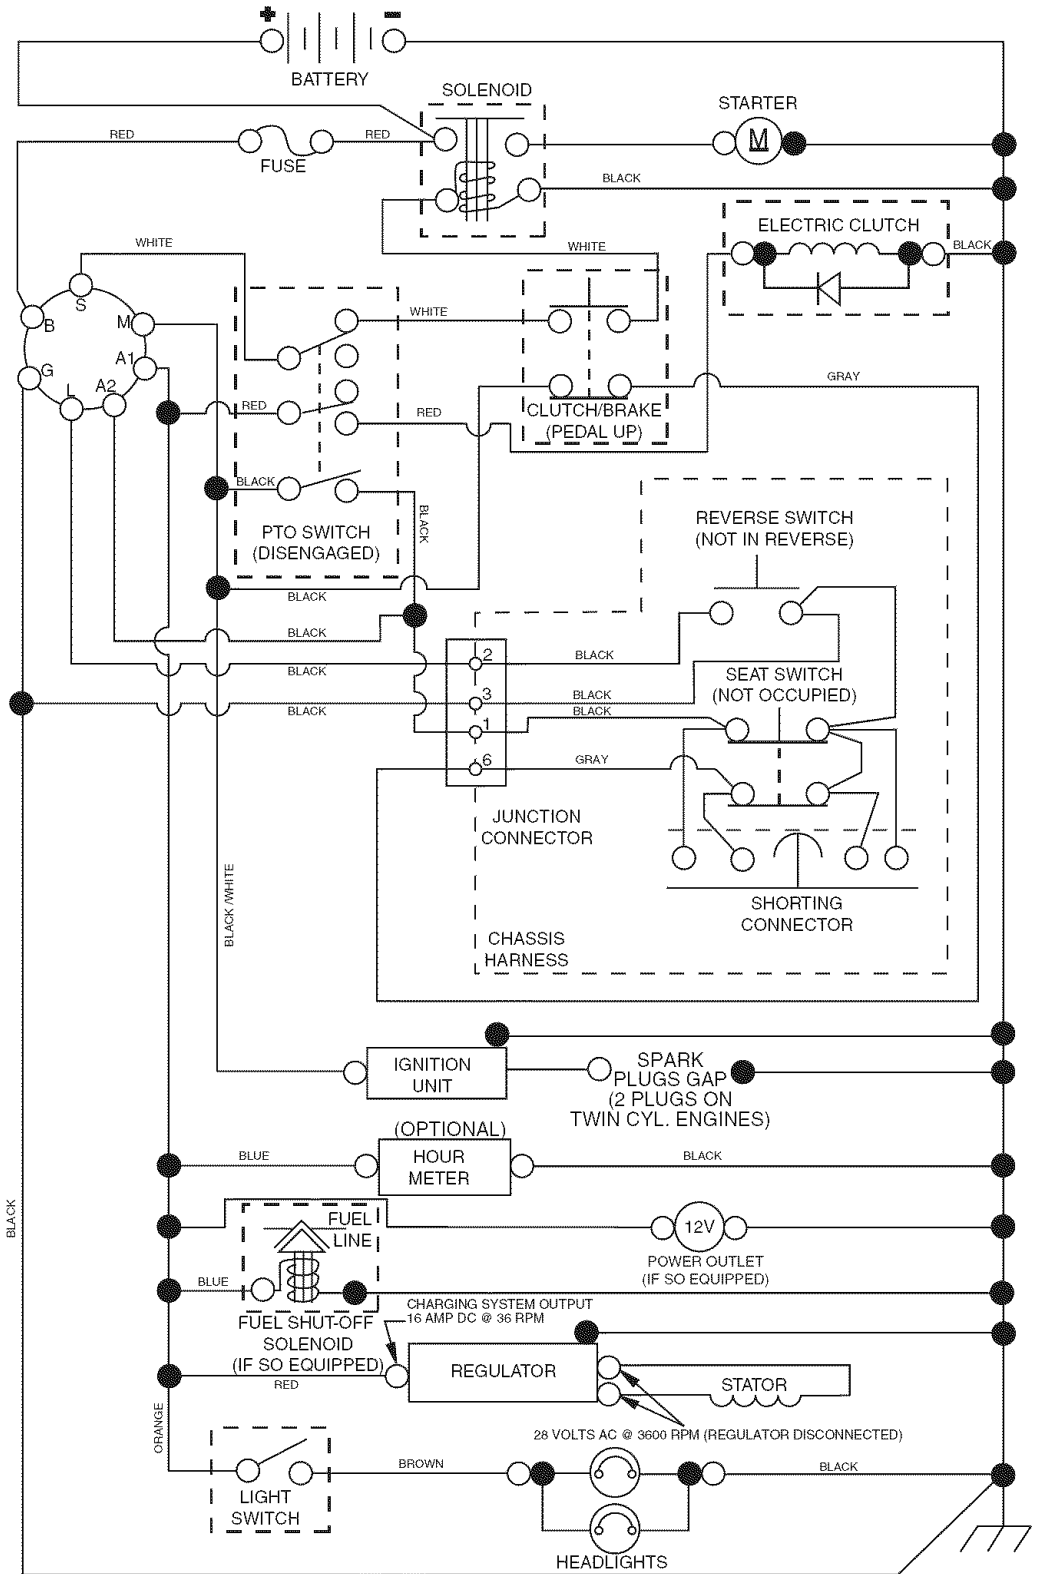 + -
BATTERY
SOLENOID
STARTER
M
RED
FUSE
RED
BLACK
ELECTRIC CLUTCH
BLACK
WHITE
WHITE
S
B
M
WHITE
A1
G
A2
L
RED
RED
GRAY
CLUTCH/BRAKE
(PEDAL UP)
BLACK
BLACK
PTO SWITCH
(DISENGAGED)
REVERSE SWITCH
(NOT IN REVERSE)
BLACK
BLACK
BLACK
2
BLACK
SEAT SWITCH
(NOT OCCUPIED)
3
BLACK
BLACK
BLACK
1
6
GRAY
JUNCTION
CONNECTOR
SHORTING
CONNECTOR
BLACK /WHITE
CHASSIS
HARNESS
IGNITION
UNIT
SPARK
PLUGS GAP
(2 PLUGS ON
TWIN CYL. ENGINES)
(OPTIONAL)
HOUR
METER
BLUE
BLACK
BLACK
FUEL
LINE
12V
POWER OUTLET
(IF SO EQUIPPED)
BLUE
FUEL SHUT-OFF
SOLENOID
(IF SO EQUIPPED)
CHARGING SYSTEM OUTPUT
16 AMP DC @ 36 RPM
REGULATOR
RED
STATOR
28 VOLTS AC @ 3600 RPM (REGULATOR DISCONNECTED)
ORANGE
BROWN
BLACK
LIGHT
SWITCH
HEADLIGHTS